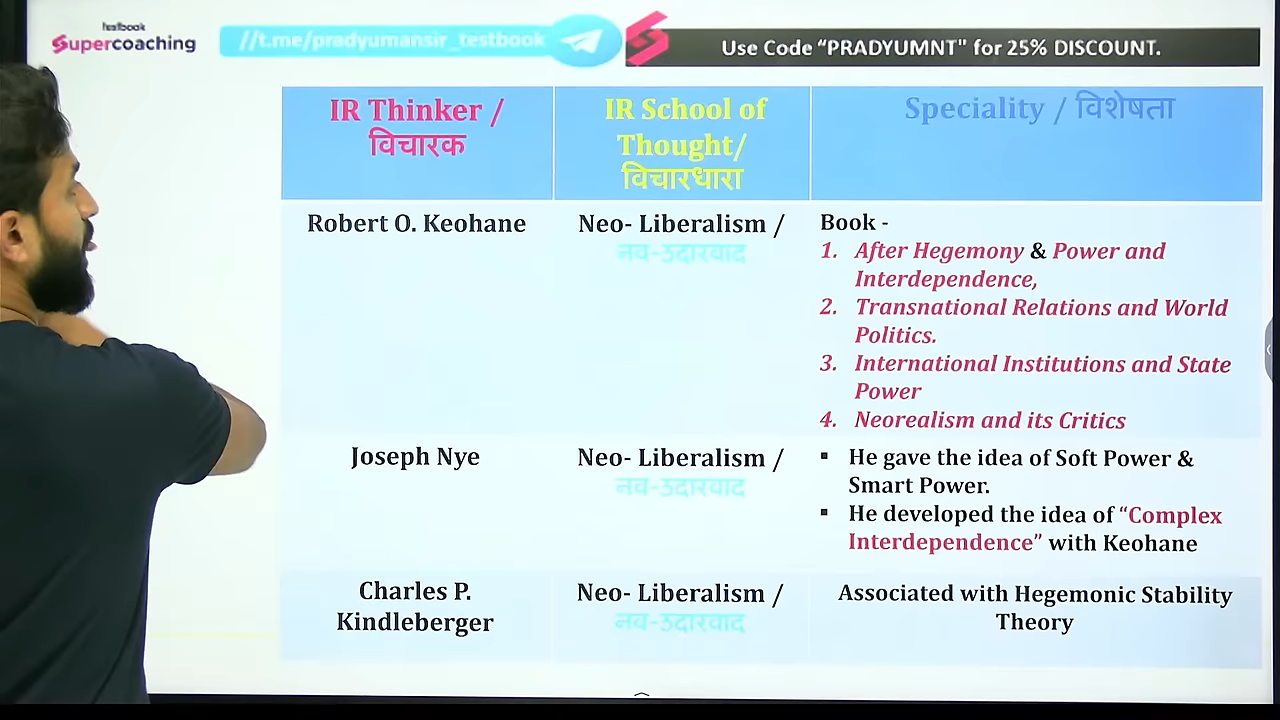 testbook
Supercoaching
//t.me/pradyumansir_testbook
Use Code “PRADYUMNT" for 25% DISCOUNT.
IR Thinker /
विचारक
IR School of
Thought/
विचारधारा
Speciality / विशेषता
Robert O. Keohane
Neo- Liberalism /
नव-उदारवाद
Book -
1. After Hegemony & Power and
Interdependence,
2. Transnational Relations and World
Politics.
3. International Institutions and State
Power
4. Neorealism and its Critics
Joseph Nye
Neo- Liberalism /
नव-उदारवाद
▪ He gave the idea of Soft Power &
Smart Power.
▪ He developed the idea of “Complex
Interdependence” with Keohane
Charles P.
Kindleberger
Neo- Liberalism /
नव-उदारवाद
Associated with Hegemonic Stability
Theory